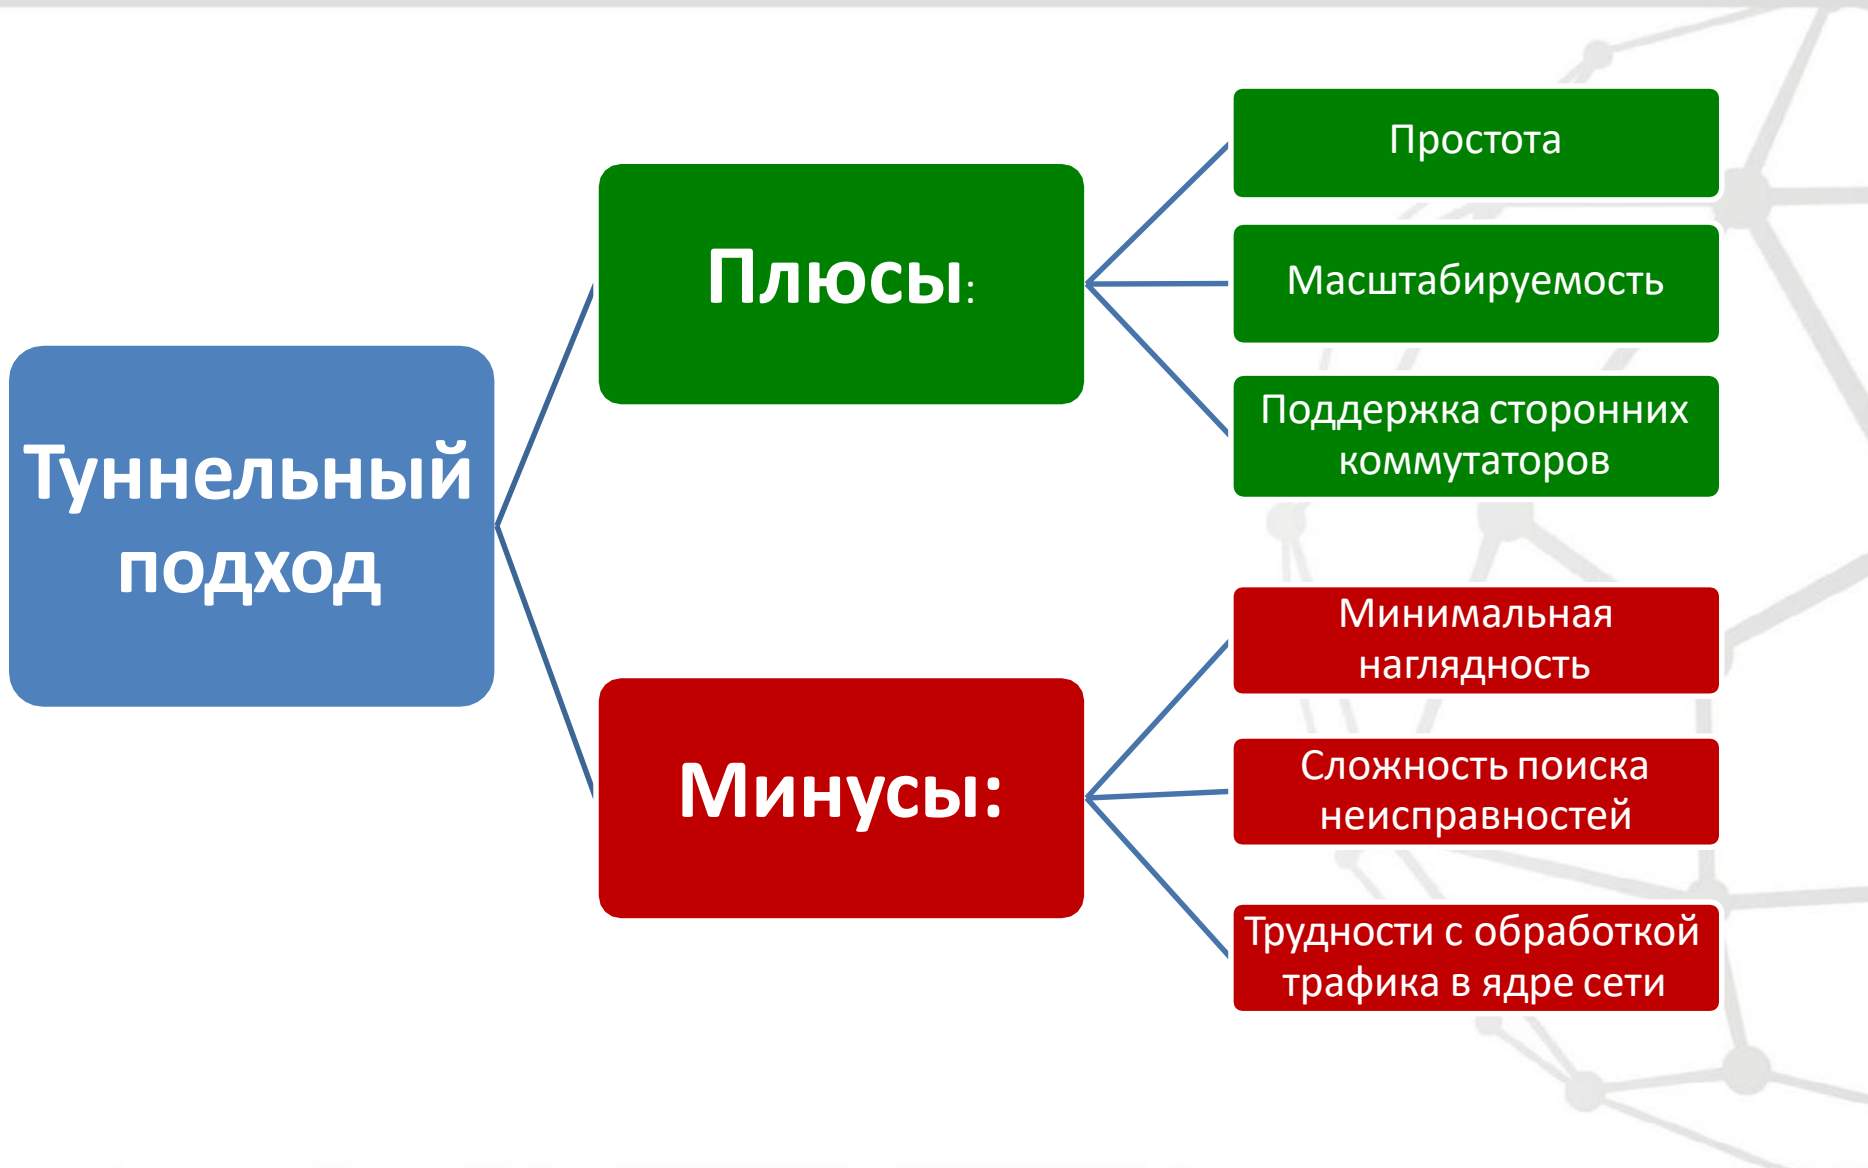 Туннельный
подход
Плюсы:
Простота
Масштабируемость
Поддержка сторонних
коммутаторов
Минусы:
Минимальная
наглядность
Сложность поиска
неисправностей
Трудности с обработкой
трафика в ядре сети